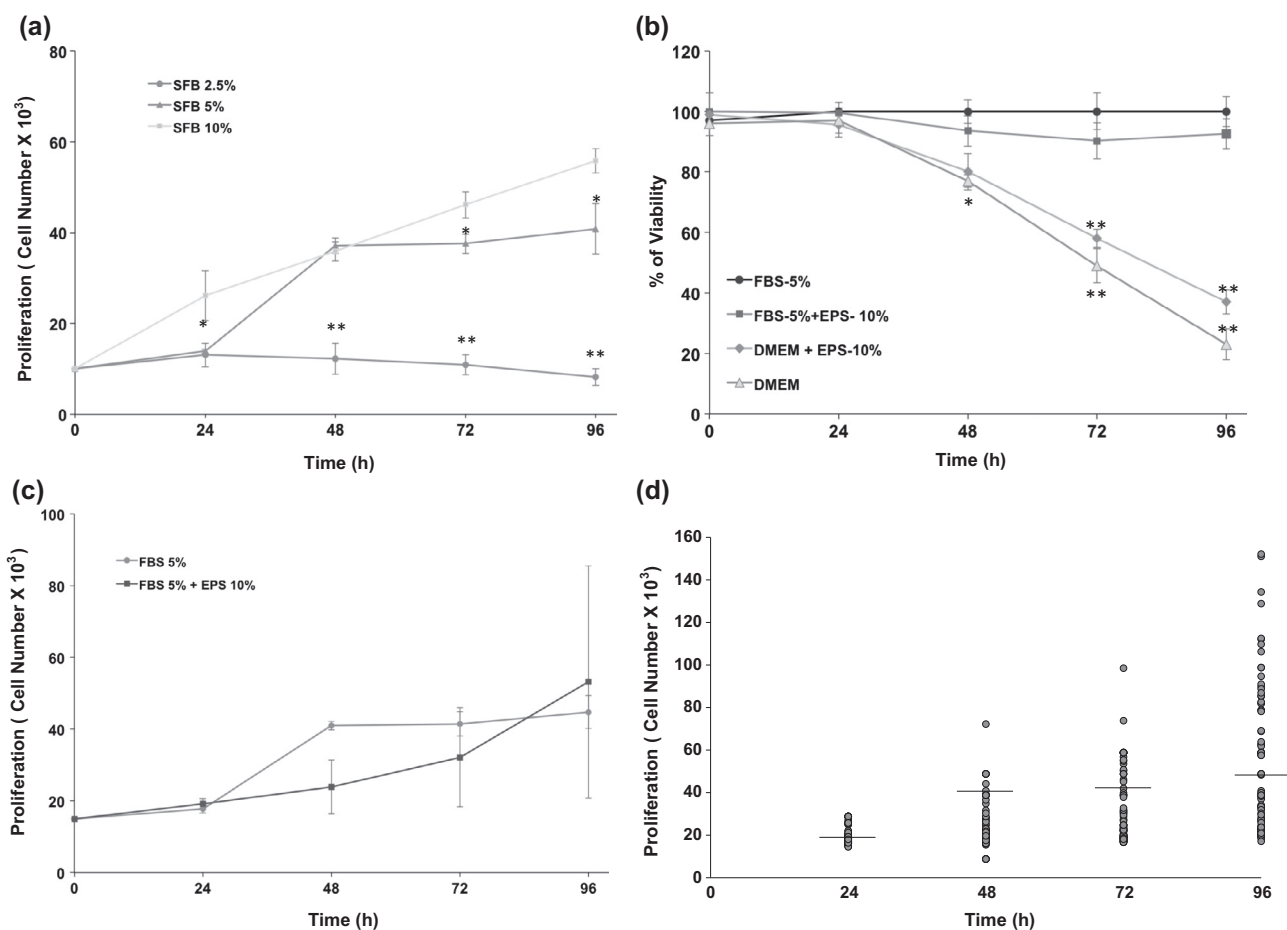 (a)
80
60
40
20
0
Proliferation ( Cell Number X 10³)
SFB 2.5%
SFB 5%
SFB 10%
*
*
*
**
**
**
0 24 48 72 96
Time (h)
(b)
120
100
80
60
40
20
0
% of Viability
FBS-5%
FBS-5%+EPS- 10%
DMEM + EPS-10%
DMEM
*
**
**
**
**
0 24 48 72 96
Time (h)
(c)
100
80
60
40
20
0
Proliferation ( Cell Number X 10³)
FBS 5%
FBS 5% + EPS 10%
0 24 48 72 96
Time (h)
(d)
160
140
120
100
80
60
40
20
0
Proliferation ( Cell Number X 10³)
0 24 48 72 96
Time (h)